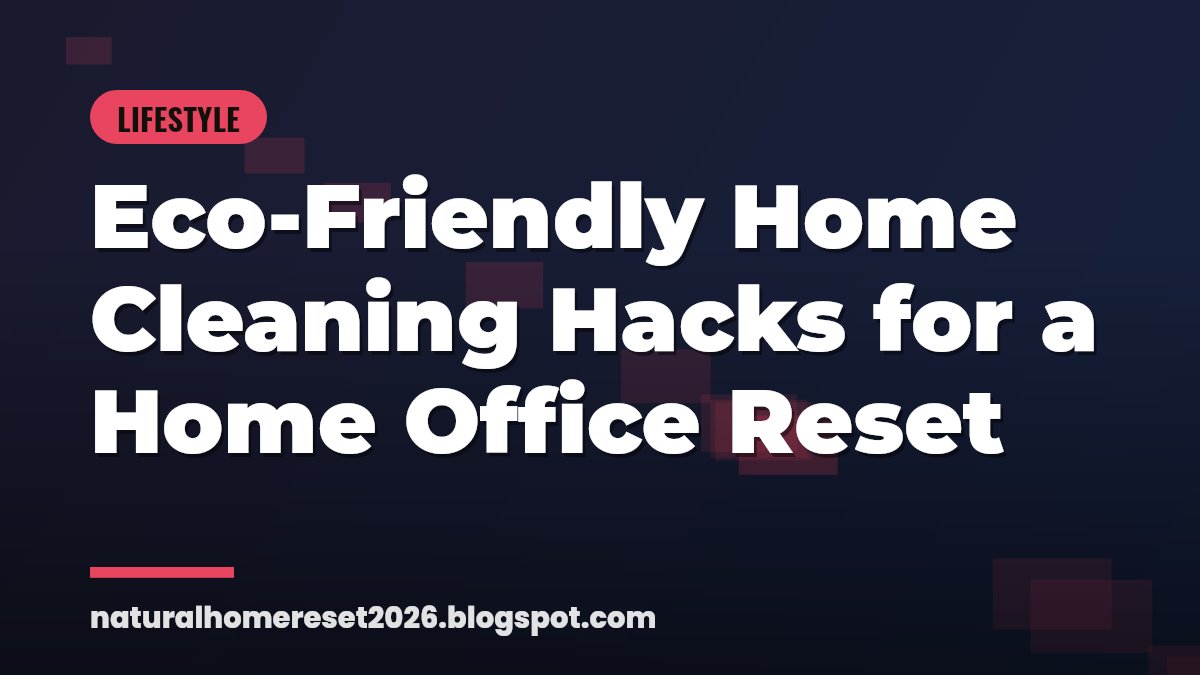 LIFESTYLE
Eco-Friendly Home
Cleaning Hacks for a
Home Office Reset
naturalhomereset2026.blogspot.com